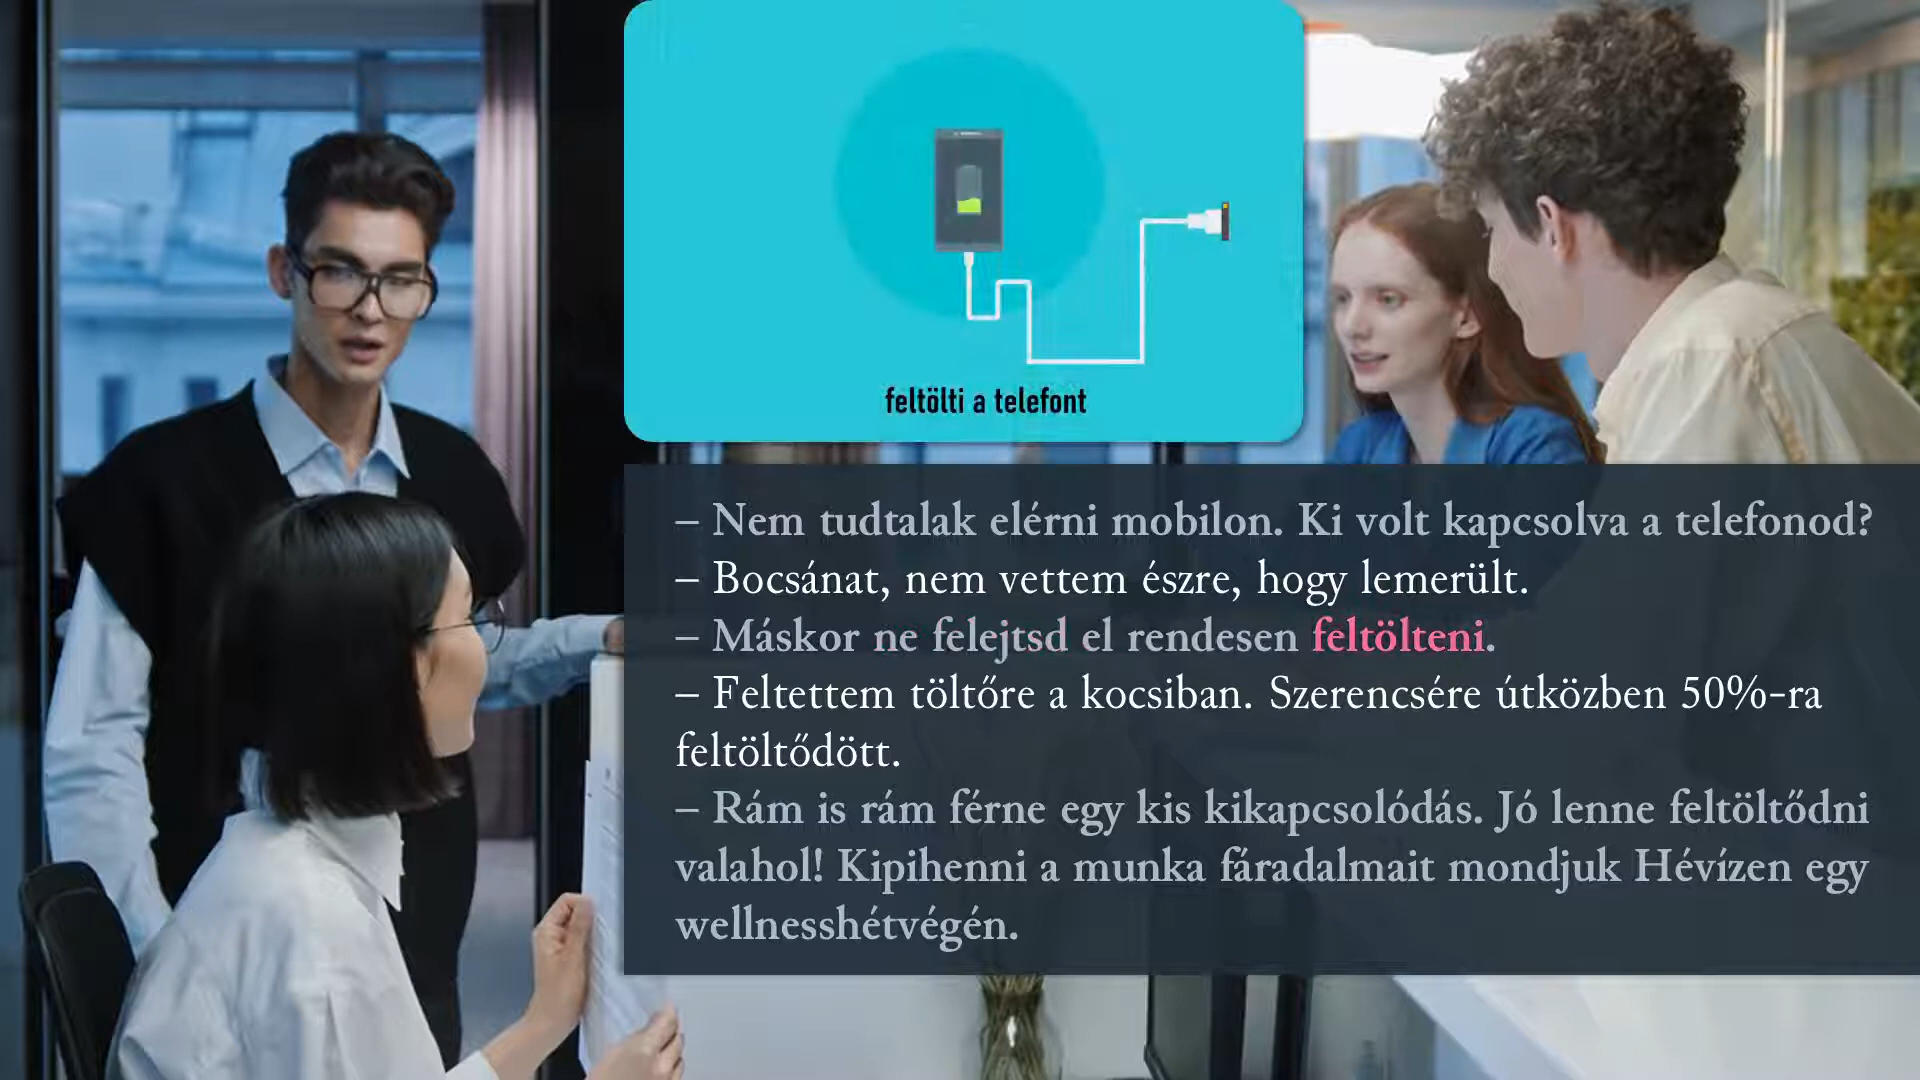 feltölti a telefont
– Nem tudtalak elérni mobilon. Ki volt kapcsolva a telefonod?
– Bocsánat, nem vettem észre, hogy lemerült.
– Máskor ne felejtsd el rendesen feltölteni.
– Feltettem töltőre a kocsiban. Szerencsére útközben 50%-ra
feltöltődött.
– Rám is rám férne egy kis kikapcsolódás. Jó lenne feltöltődni
valahol! Kipihenni a munka fáradalmait mondjuk Hévízen egy
wellnesshétvégén.